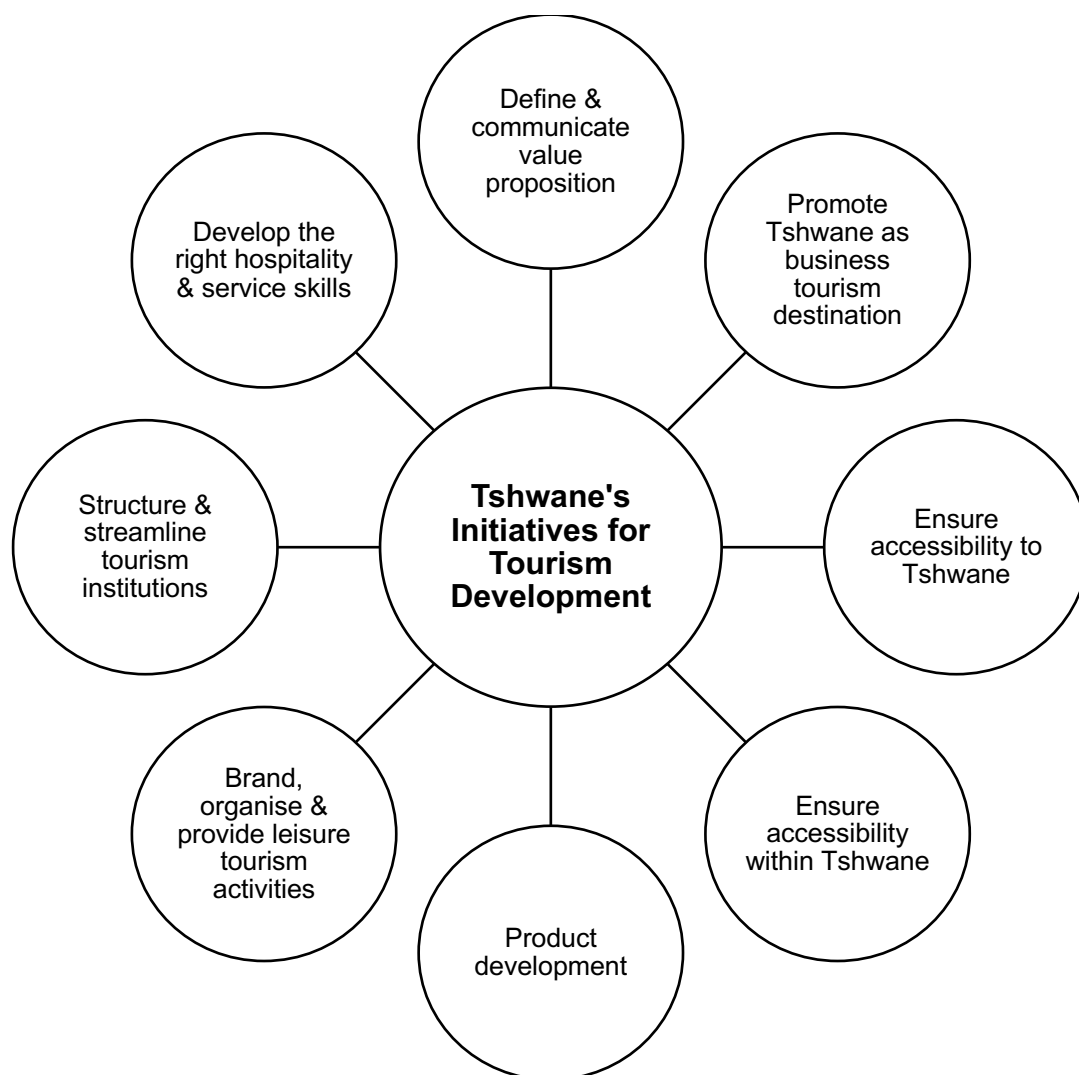 Define &
communicate
value
proposition
Promote
Tshwane as
business
tourism
destination
Ensure
accessibility to
Tshwane
Ensure
accessibility
within Tshwane
Product
development
Brand,
organise &
provide leisure
tourism
activities
Structure &
streamline
tourism
institutions
Develop the
right hospitality
& service skills
Tshwane's
Initiatives for
Tourism
Development